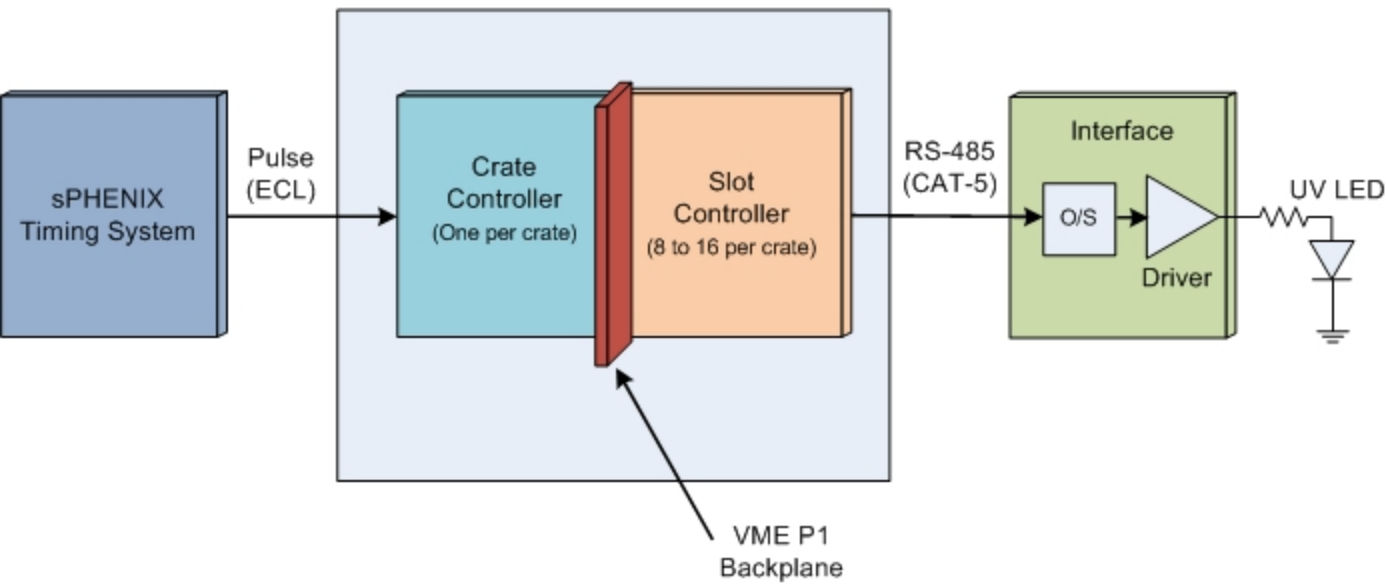 sPHENIX
Timing System
Pulse
(ECL)
Crate
Controller
(One per crate)
Slot
Controller
(8 to 16 per crate)
RS-485
(CAT-5)
Interface
O/S
Driver
UV LED
VME P1
Backplane